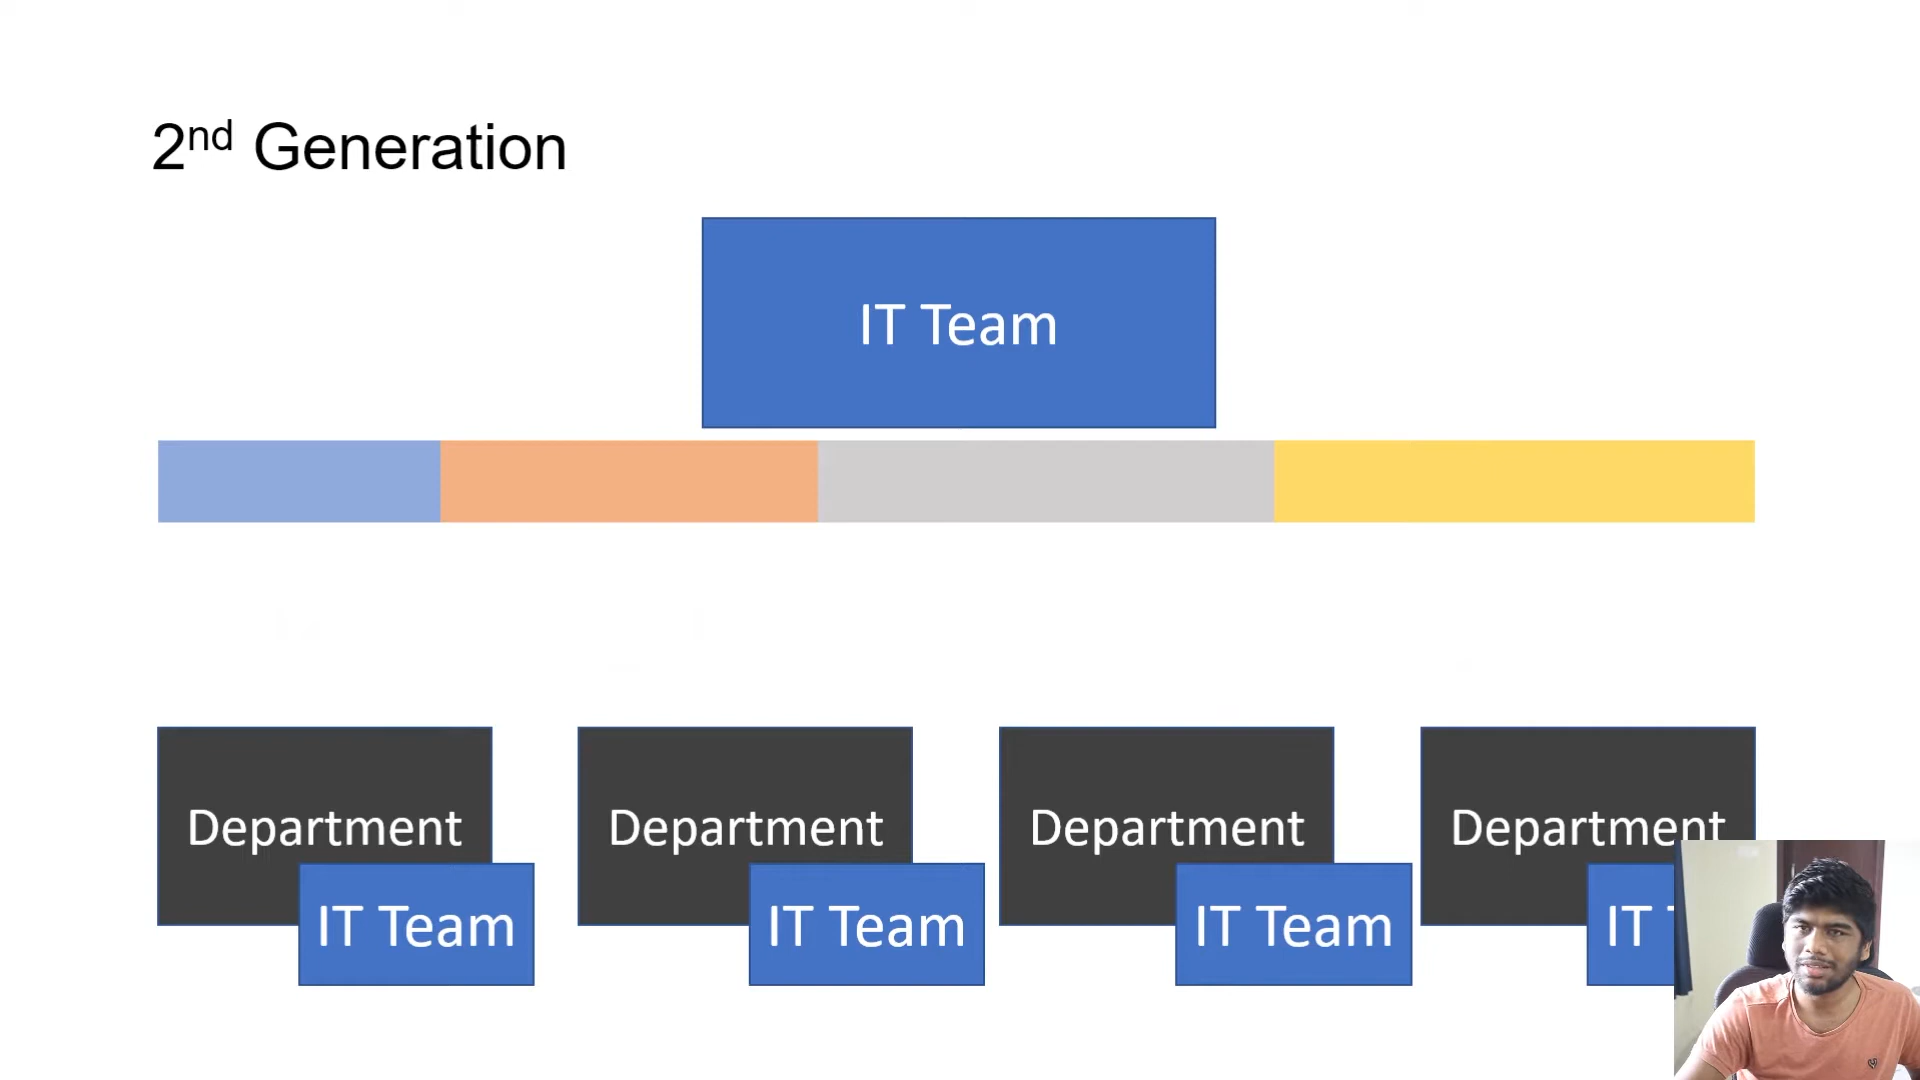 2nd Generation
IT Team
Department Department Department Department
IT Team IT Team IT Team IT